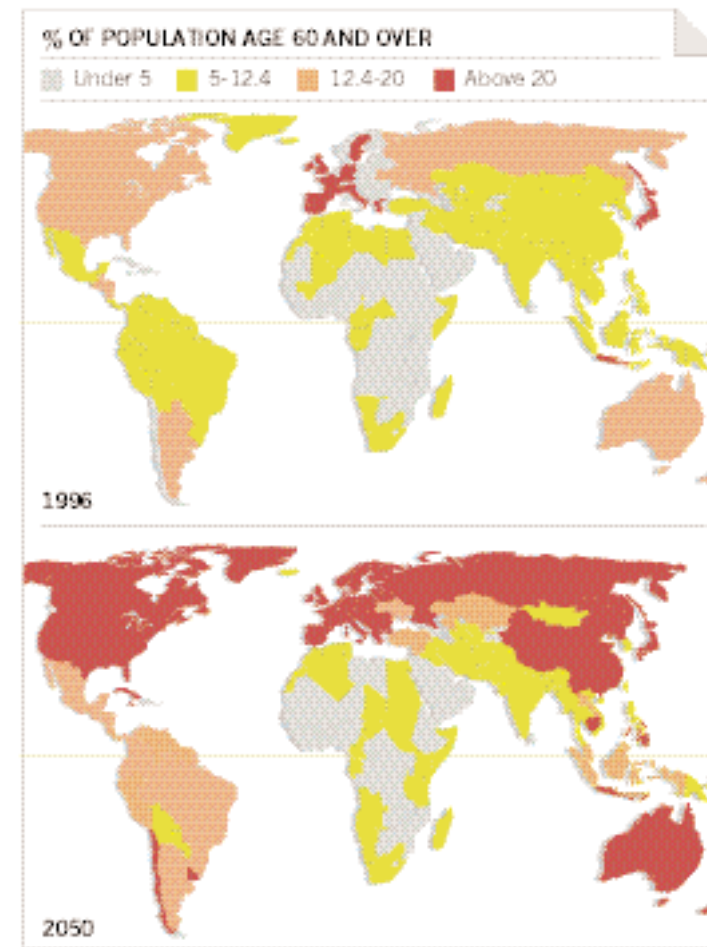 % OF POPULATION AGE 60 AND OVER
Under 5 5-12.4 12.4-20 Above 20
1996
2050